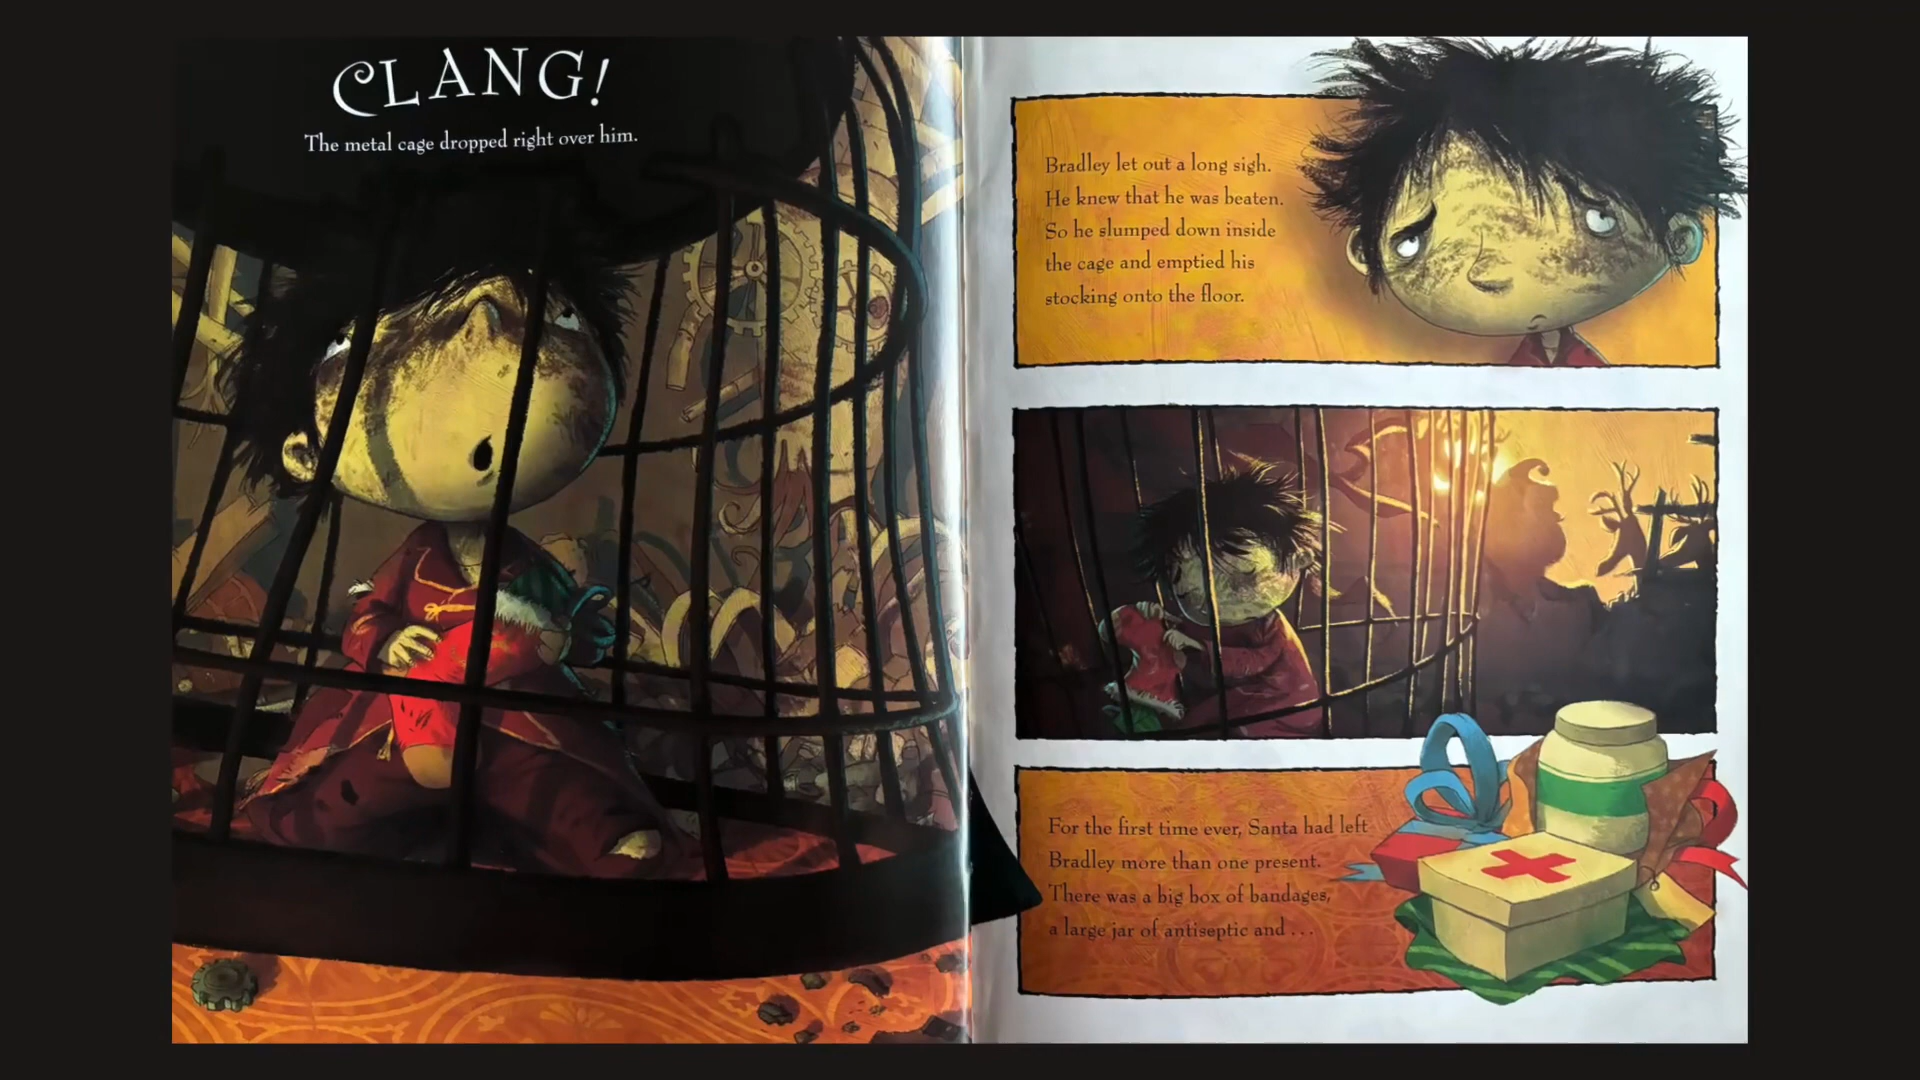 CLANG!
The metal cage dropped right over him.
Bradley let out a long sigh.
He knew that he was beaten.
So he slumped down inside
the cage and emptied his
stocking onto the floor.
For the first time ever, Santa had left
Bradley more than one present.
There was a big box of bandages,
a large jar of antiseptic and . . .